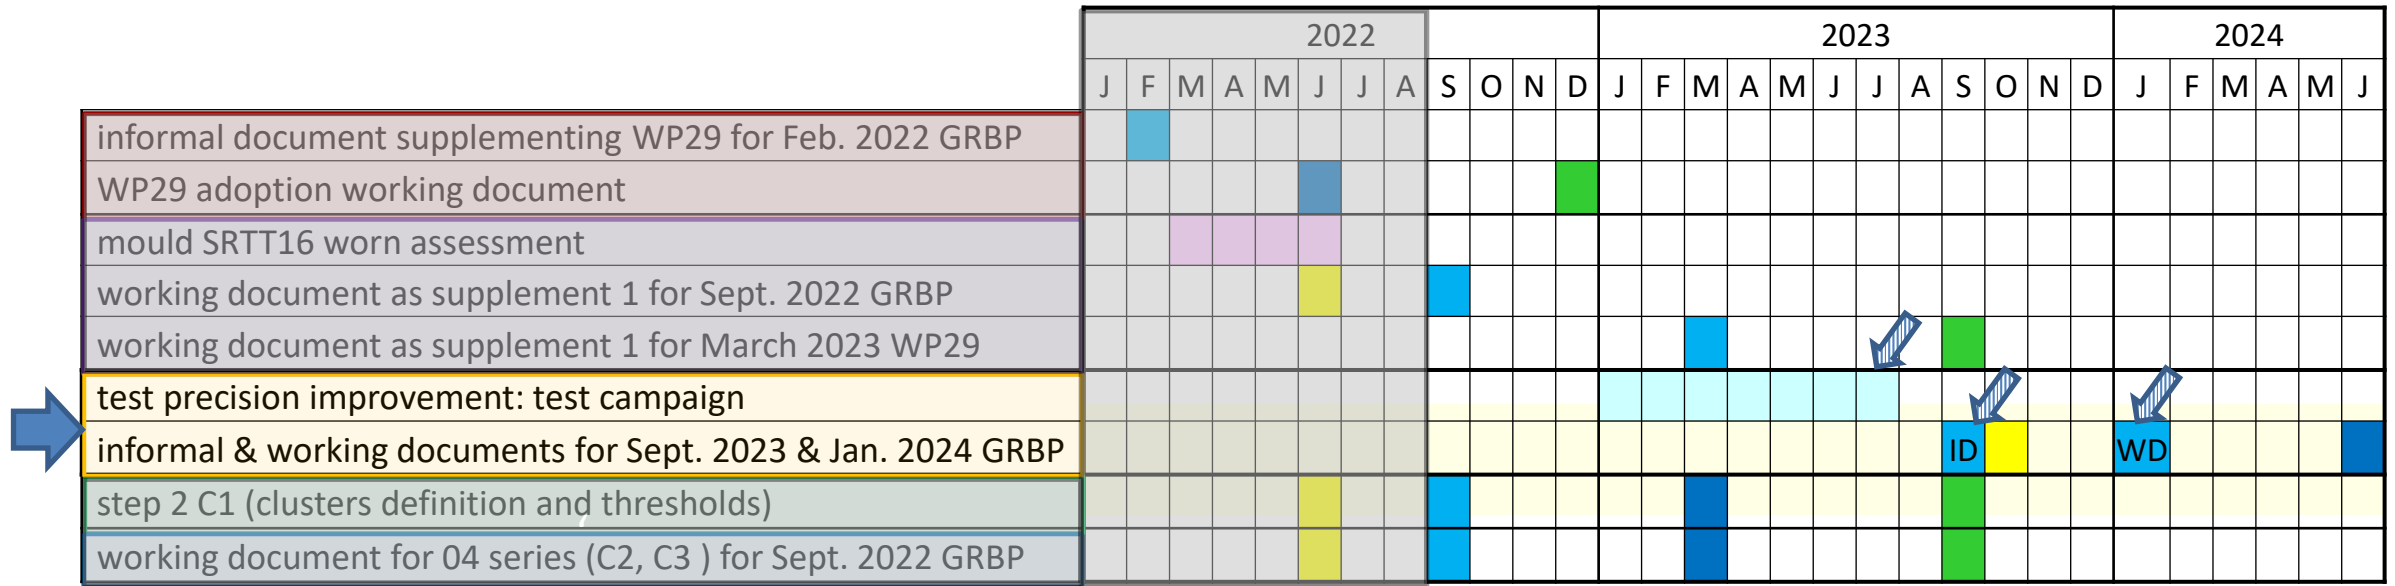 2022 2023 2024
J F M A M J J A S O N D J F M A M J J A S O N D J F M A M J
informal document supplementing WP29 for Feb. 2022 GRBP
WP29 adoption working document
mould SRTT16 worn assessment
working document as supplement 1 for Sept. 2022 GRBP
working document as supplement 1 for March 2023 WP29
test precision improvement: test campaign
informal & working documents for Sept. 2023 & Jan. 2024 GRBP ID WD
step 2 C1 (clusters definition and thresholds)
working document for 04 series (C2, C3 ) for Sept. 2022 GRBP